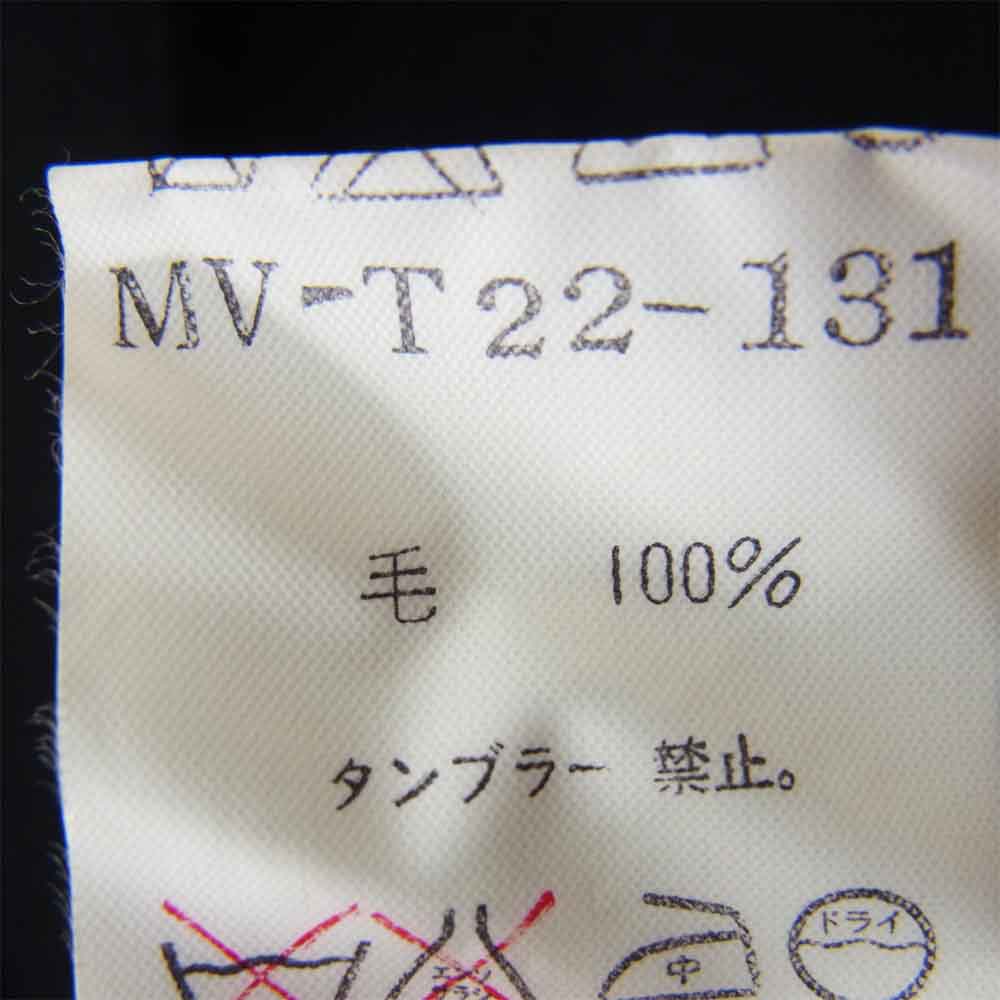 MV-T22-131
毛 100%
タンブラー 禁止。
ドライ
中